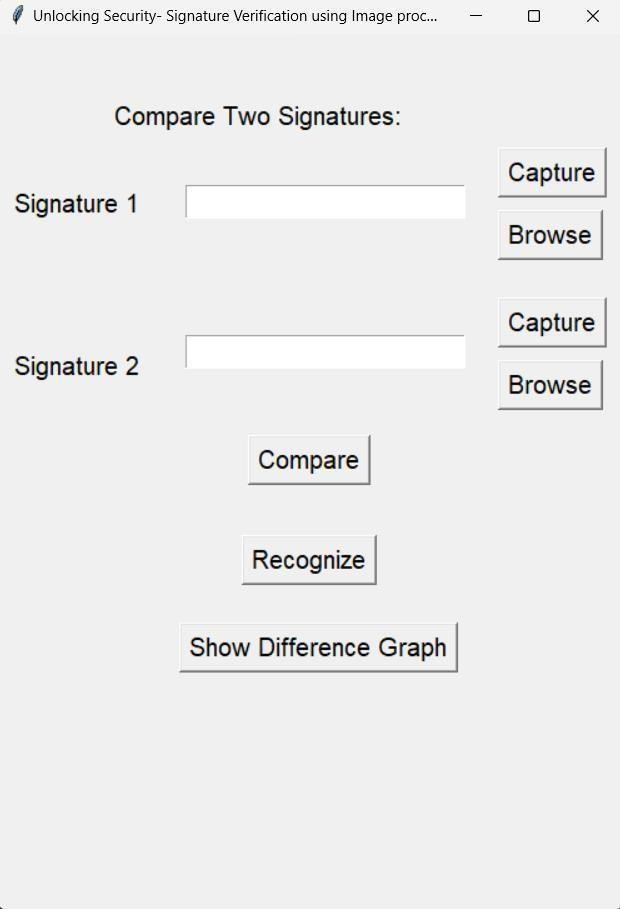 Unlocking Security- Signature Verification using Image proc...
Compare Two Signatures:
Capture
Signature 1
Browse
Capture
Signature 2
Browse
Compare
Recognize
Show Difference Graph